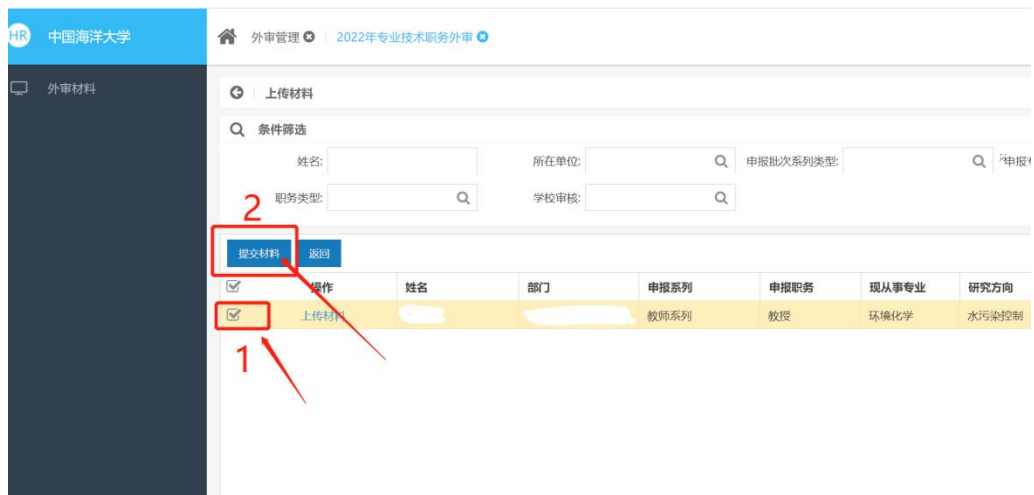 HR 中国海洋大学 外审管理 2022年专业技术职务外审
外审材料
上传材料
条件筛选
姓名: 所在单位: 申报批次系列类型: 申报
职务类型: 学校审核:
2
提交材料 返回
操作 姓名 部门 申报系列 申报职务 现从事专业 研究方向
上传材料 教师系列 教授 环境化学 水污染控制
1